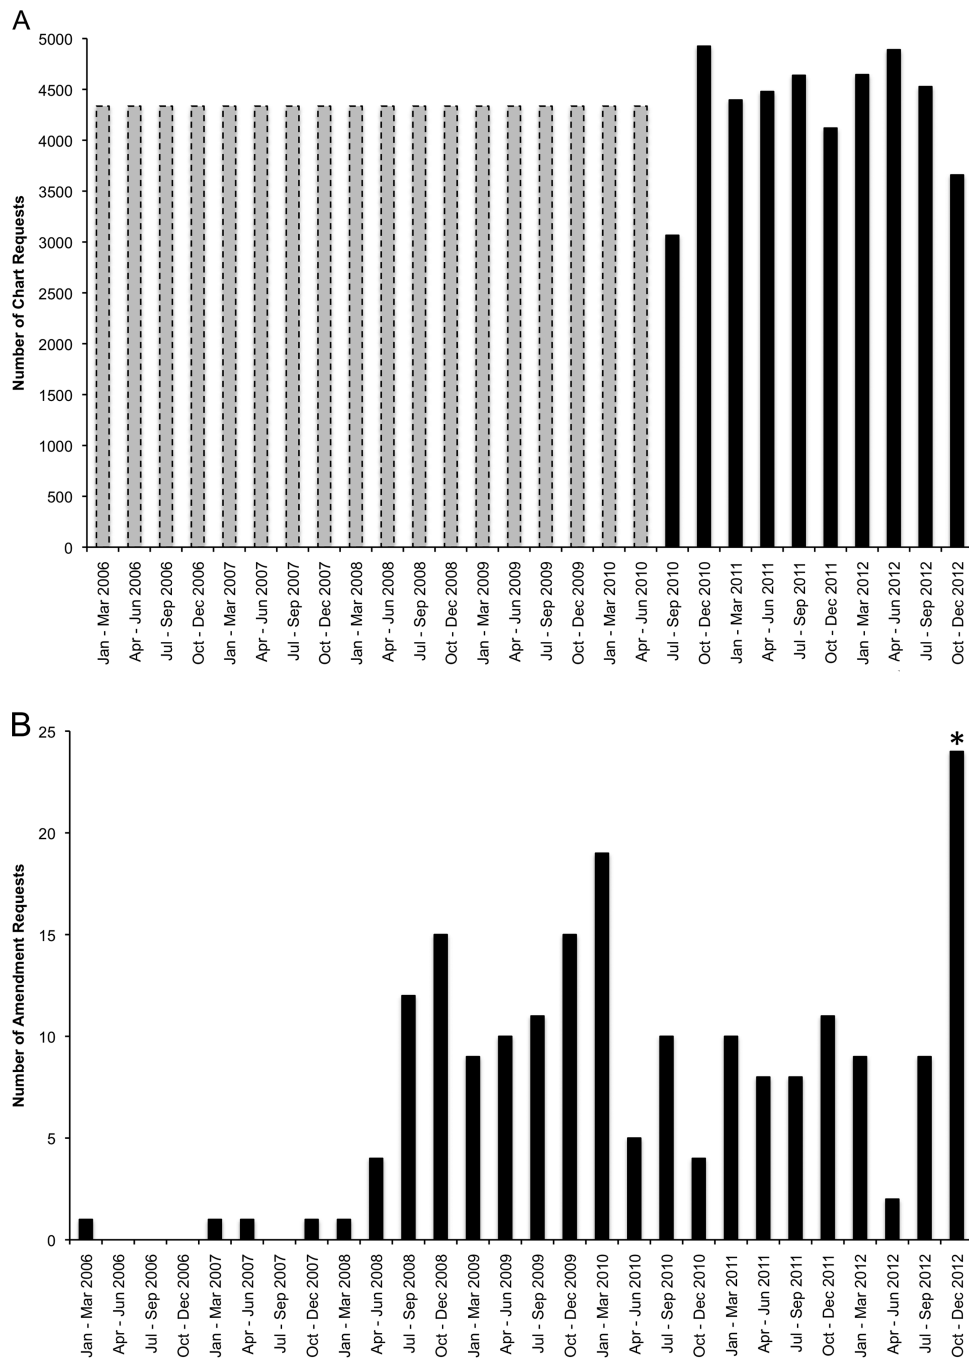 A
Number of Chart Requests
5000
4500
4000
3500
3000
2500
2000
1500
1000
500
0
Jan - Mar 2006
Apr - Jun 2006
Jul - Sep 2006
Oct - Dec 2006
Jan - Mar 2007
Apr - Jun 2007
Jul - Sep 2007
Oct - Dec 2007
Jan - Mar 2008
Apr - Jun 2008
Jul - Sep 2008
Oct - Dec 2008
Jan - Mar 2009
Apr - Jun 2009
Jul - Sep 2009
Oct - Dec 2009
Jan - Mar 2010
Apr - Jun 2010
Jul - Sep 2010
Oct - Dec 2010
Jan - Mar 2011
Apr - Jun 2011
Jul - Sep 2011
Oct - Dec 2011
Jan - Mar 2012
Apr - Jun 2012
Jul - Sep 2012
Oct - Dec 2012
B
Number of Amendment Requests
25
20
15
10
5
0
*
Jan - Mar 2006
Apr - Jun 2006
Jul - Sep 2006
Oct - Dec 2006
Jan - Mar 2007
Apr - Jun 2007
Jul - Sep 2007
Oct - Dec 2007
Jan - Mar 2008
Apr - Jun 2008
Jul - Sep 2008
Oct - Dec 2008
Jan - Mar 2009
Apr - Jun 2009
Jul - Sep 2009
Oct - Dec 2009
Jan - Mar 2010
Apr - Jun 2010
Jul - Sep 2010
Oct - Dec 2010
Jan - Mar 2011
Apr - Jun 2011
Jul - Sep 2011
Oct - Dec 2011
Jan - Mar 2012
Apr - Jun 2012
Jul - Sep 2012
Oct - Dec 2012